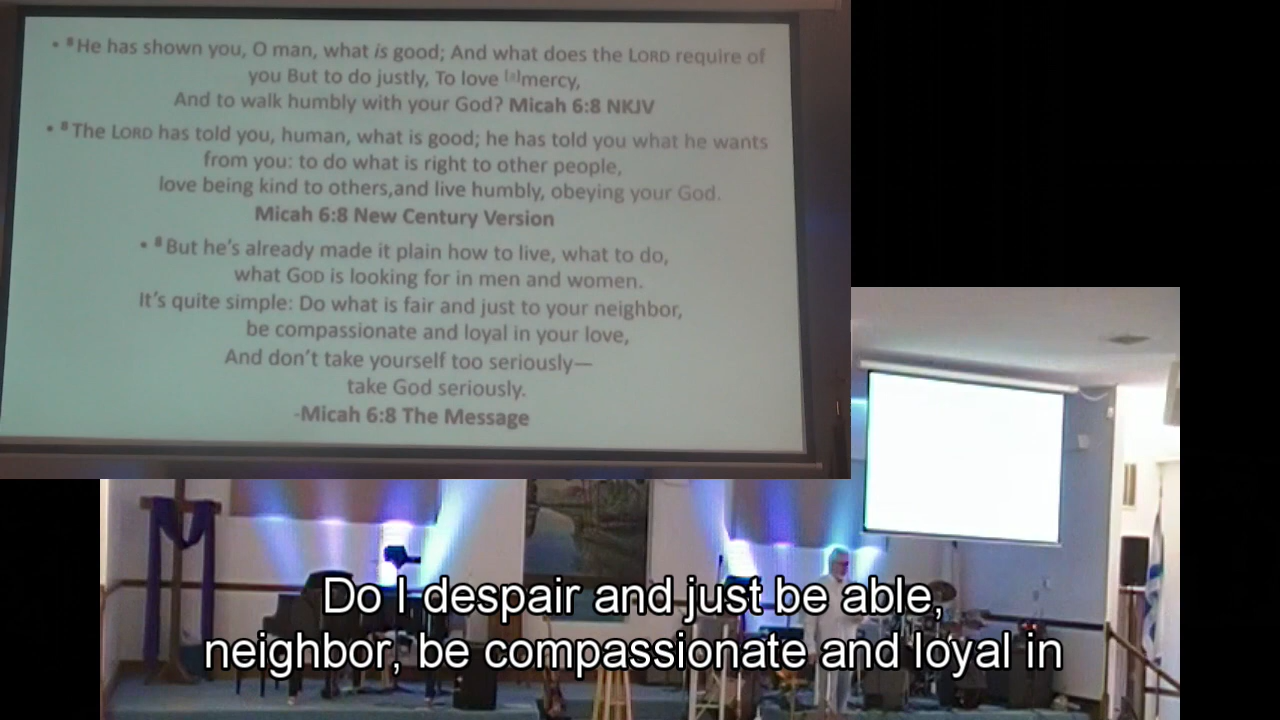 • ⁸He has shown you, O man, what is good; And what does the LORD require of
you But to do justly, To love [a]mercy,
And to walk humbly with your God? Micah 6:8 NKJV
• ⁸The LORD has told you, human, what is good; he has told you what he wants
from you: to do what is right to other people,
love being kind to others,and live humbly, obeying your God.
Micah 6:8 New Century Version
• ⁸But he's already made it plain how to live, what to do,
what GOD is looking for in men and women.
It's quite simple: Do what is fair and just to your neighbor,
be compassionate and loyal in your love,
And don't take yourself too seriously—
take God seriously.
-Micah 6:8 The Message
Do I despair and just be able,
neighbor, be compassionate and loyal in